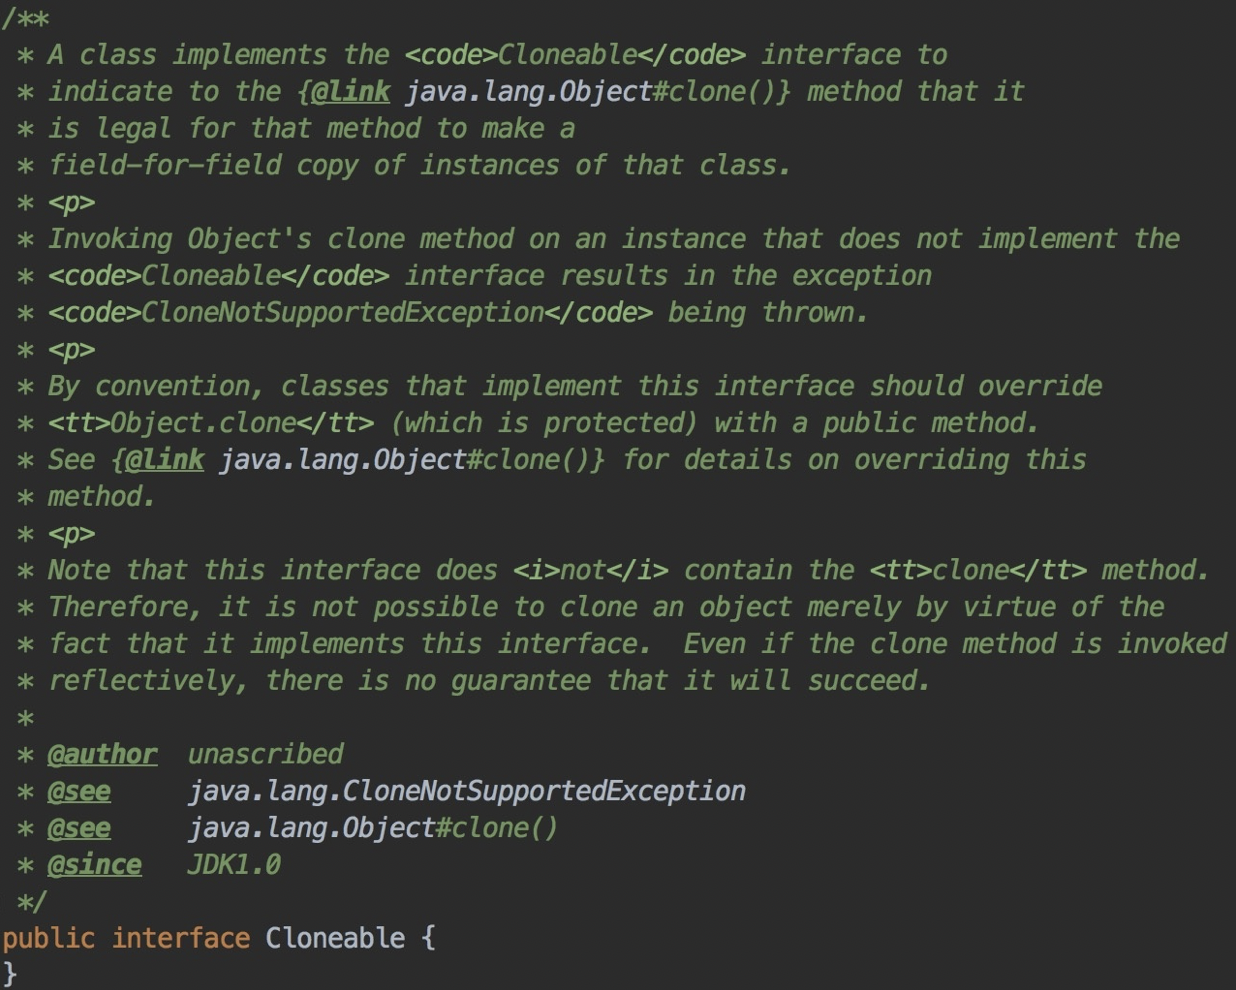 /**
 * A class implements the <code>Cloneable</code> interface to
 * indicate to the {@link java.lang.Object#clone()} method that it
 * is legal for that method to make a
 * field-for-field copy of instances of that class.
 * <p>
 * Invoking Object's clone method on an instance that does not implement the
 * <code>Cloneable</code> interface results in the exception
 * <code>CloneNotSupportedException</code> being thrown.
 * <p>
 * By convention, classes that implement this interface should override
 * <tt>Object.clone</tt> (which is protected) with a public method.
 * See {@link java.lang.Object#clone()} for details on overriding this
 * method.
 * <p>
 * Note that this interface does <i>not</i> contain the <tt>clone</tt> method.
 * Therefore, it is not possible to clone an object merely by virtue of the
 * fact that it implements this interface.  Even if the clone method is invoked
 * reflectively, there is no guarantee that it will succeed.
 *
 * @author  unascribed
 * @see     java.lang.CloneNotSupportedException
 * @see     java.lang.Object#clone()
 * @since   JDK1.0
 */
public interface Cloneable {
}